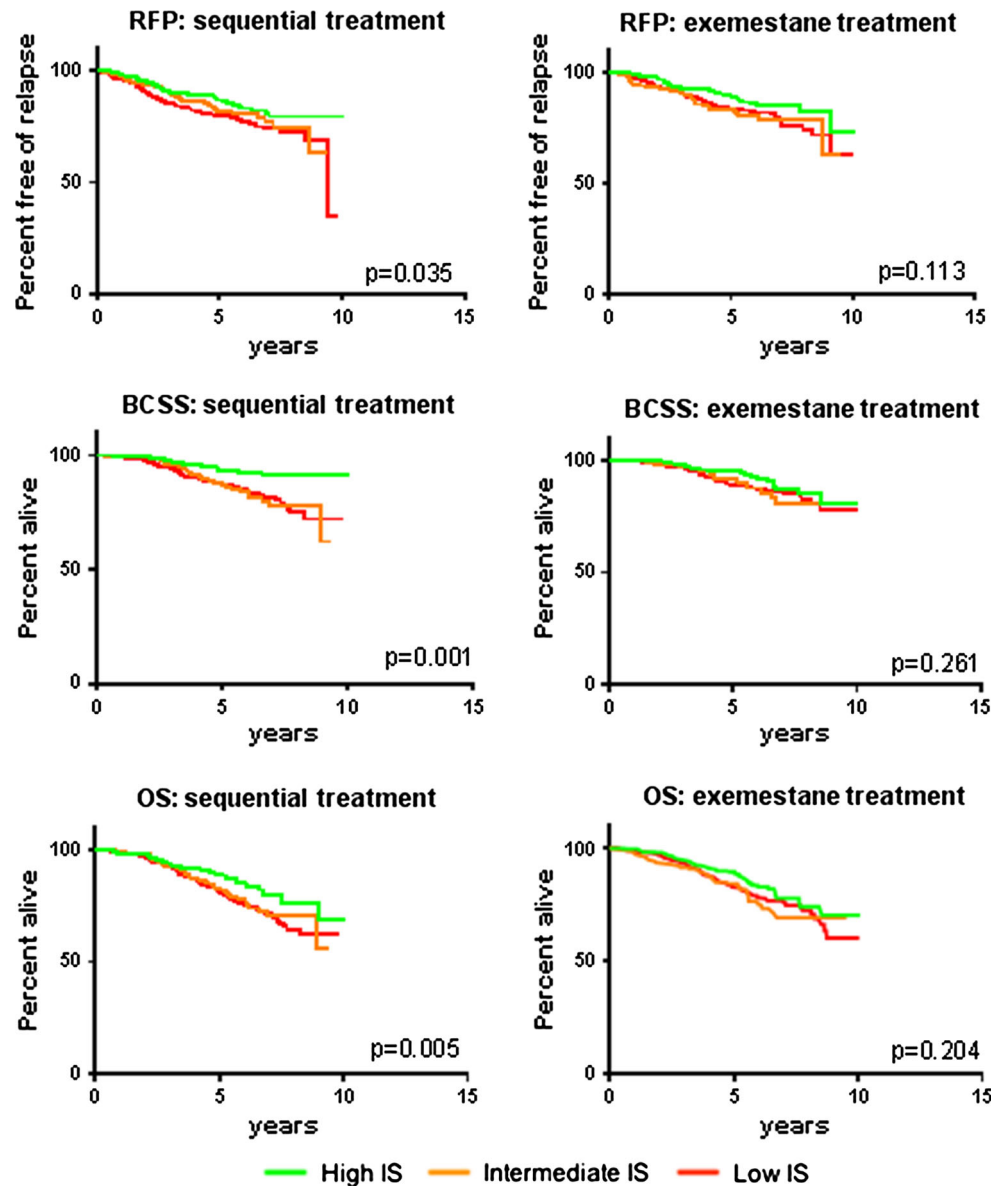 RFP: sequential treatment
Percent free of relapse
100
50
0
0 5 10 15
years
p=0.035
RFP: exemestane treatment
Percent free of relapse
100
50
0
0 5 10 15
years
p=0.113
BCSS: sequential treatment
Percent alive
100
50
0
0 5 10 15
years
p=0.001
BCSS: exemestane treatment
Percent alive
100
50
0
0 5 10 15
years
p=0.261
OS: sequential treatment
Percent alive
100
50
0
0 5 10 15
years
p=0.005
OS: exemestane treatment
Percent alive
100
50
0
0 5 10 15
years
p=0.204
High IS Intermediate IS Low IS